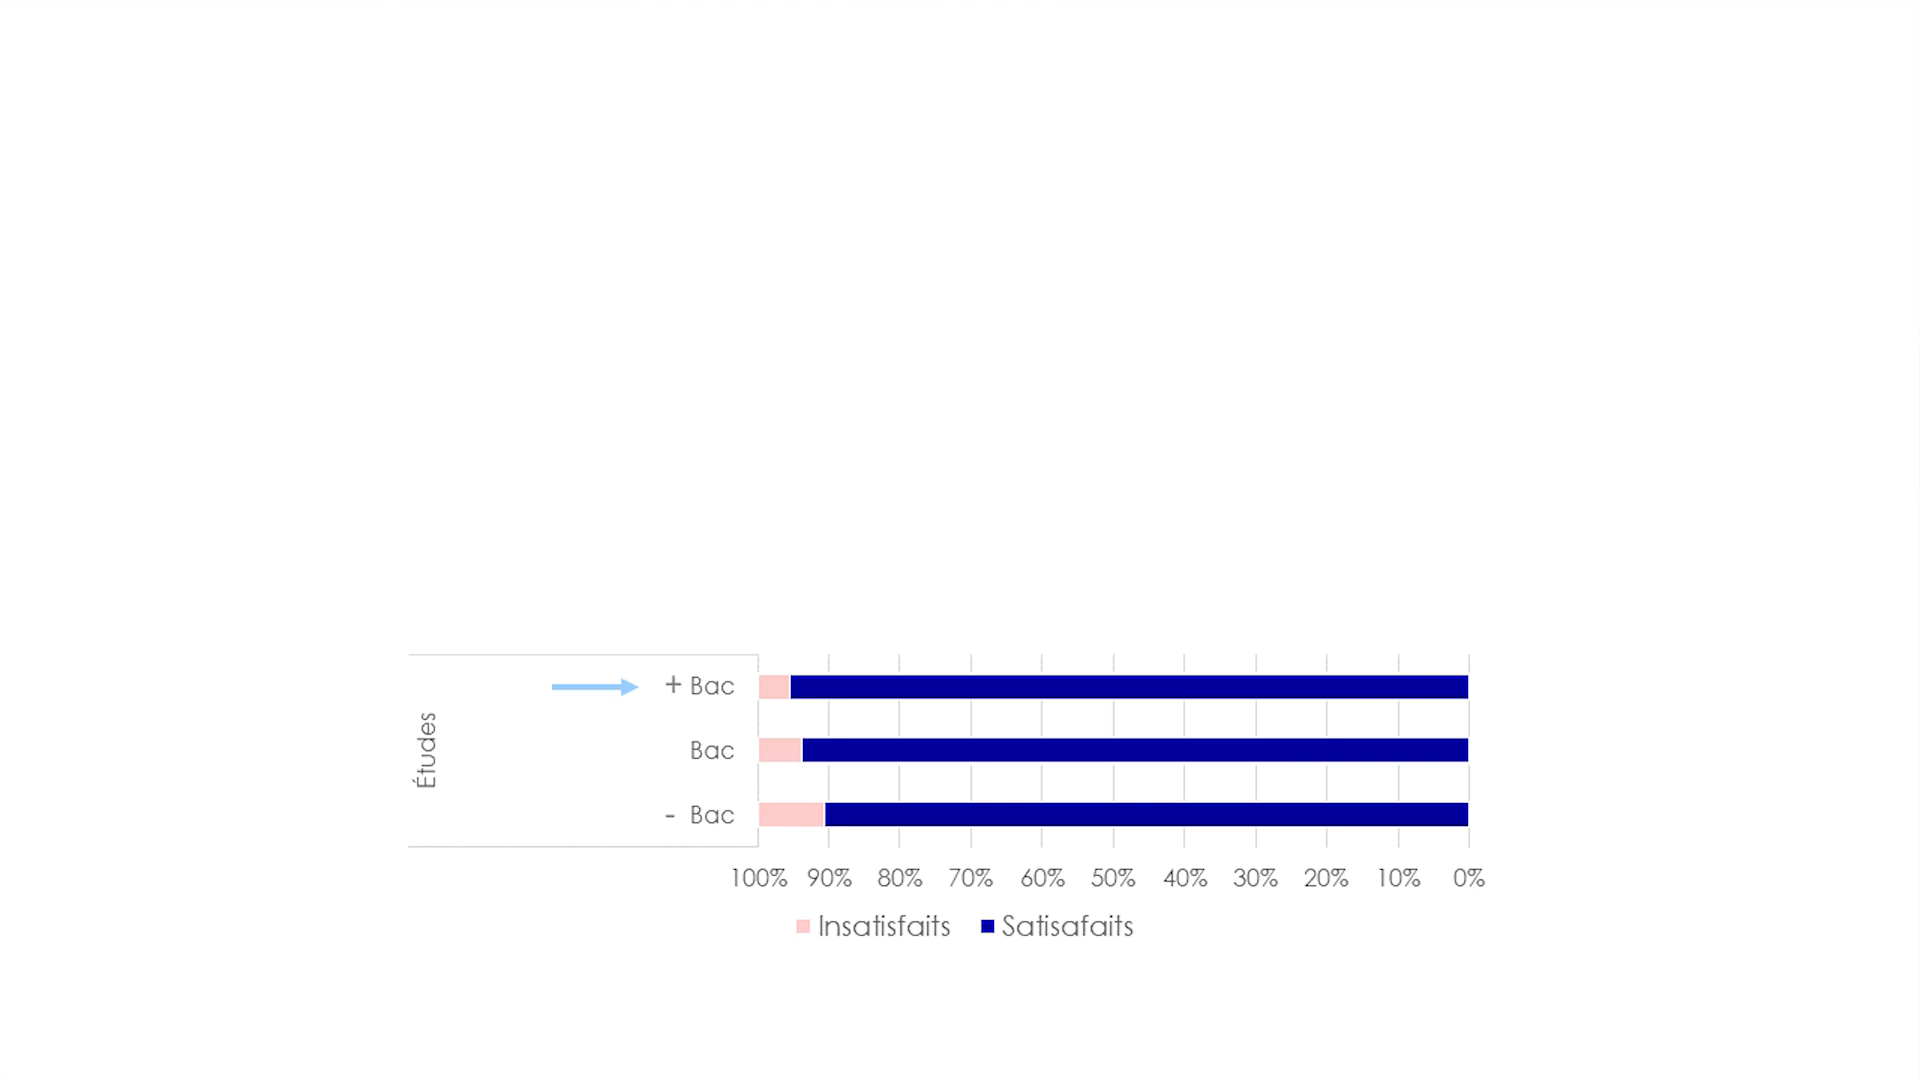 + Bac
Études
Bac
- Bac
100% 90% 80% 70% 60% 50% 40% 30% 20% 10% 0%
Insatisfaits Satisafaits